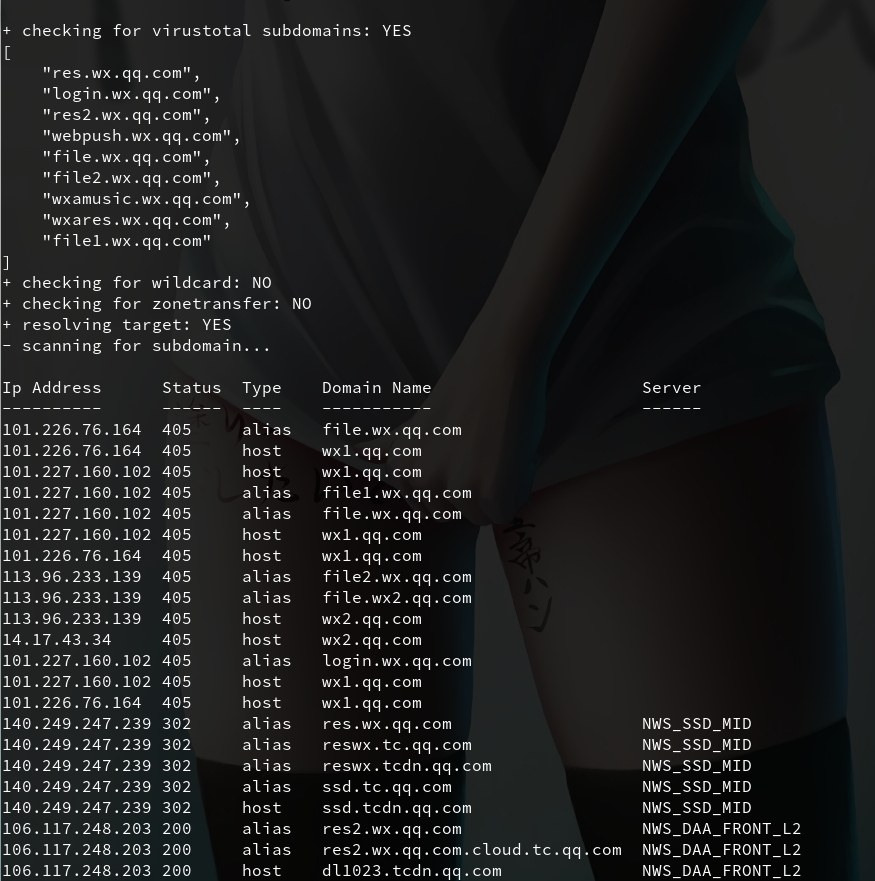 + checking for virustotal subdomains: YES
[
    "res.wx.qq.com",
    "login.wx.qq.com",
    "res2.wx.qq.com",
    "webpush.wx.qq.com",
    "file.wx.qq.com",
    "file2.wx.qq.com",
    "wxamusic.wx.qq.com",
    "wxares.wx.qq.com",
    "file1.wx.qq.com"
]
+ checking for wildcard: NO
+ checking for zonetransfer: NO
+ resolving target: YES
- scanning for subdomain...
Ip Address      Status  Type    Domain Name                     Server
----------      ------  ----    -----------                     ------
101.226.76.164  405     alias   file.wx.qq.com
101.226.76.164  405     host    wx1.qq.com
101.227.160.102 405     host    wx1.qq.com
101.227.160.102 405     alias   file1.wx.qq.com
101.227.160.102 405     alias   file.wx.qq.com
101.227.160.102 405     host    wx1.qq.com
101.226.76.164  405     host    wx1.qq.com
113.96.233.139  405     alias   file2.wx.qq.com
113.96.233.139  405     alias   file.wx2.qq.com
113.96.233.139  405     host    wx2.qq.com
14.17.43.34     405     host    wx2.qq.com
101.227.160.102 405     alias   login.wx.qq.com
101.227.160.102 405     host    wx1.qq.com
101.226.76.164  405     host    wx1.qq.com
140.249.247.239 302     alias   res.wx.qq.com                   NWS_SSD_MID
140.249.247.239 302     alias   reswx.tc.qq.com                 NWS_SSD_MID
140.249.247.239 302     alias   reswx.tcdn.qq.com               NWS_SSD_MID
140.249.247.239 302     alias   ssd.tc.qq.com                   NWS_SSD_MID
140.249.247.239 302     host    ssd.tcdn.qq.com                 NWS_SSD_MID
106.117.248.203 200     alias   res2.wx.qq.com                  NWS_DAA_FRONT_L2
106.117.248.203 200     alias   res2.wx.qq.com.cloud.tc.qq.com  NWS_DAA_FRONT_L2
106.117.248.203 200     host    dl1023.tcdn.qq.com              NWS_DAA_FRONT_L2